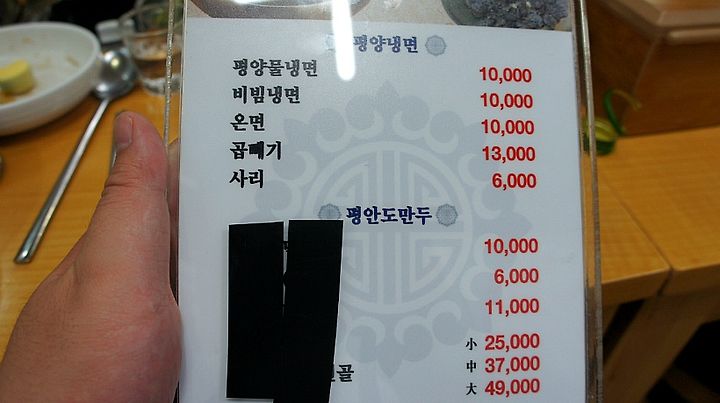 평양냉면
평양물냉면 10,000
비빔냉면 10,000
온면 10,000
곱빼기 13,000
사리 6,000
평안도만두
10,000
6,000
11,000
小 25,000
골 中 37,000
大 49,000